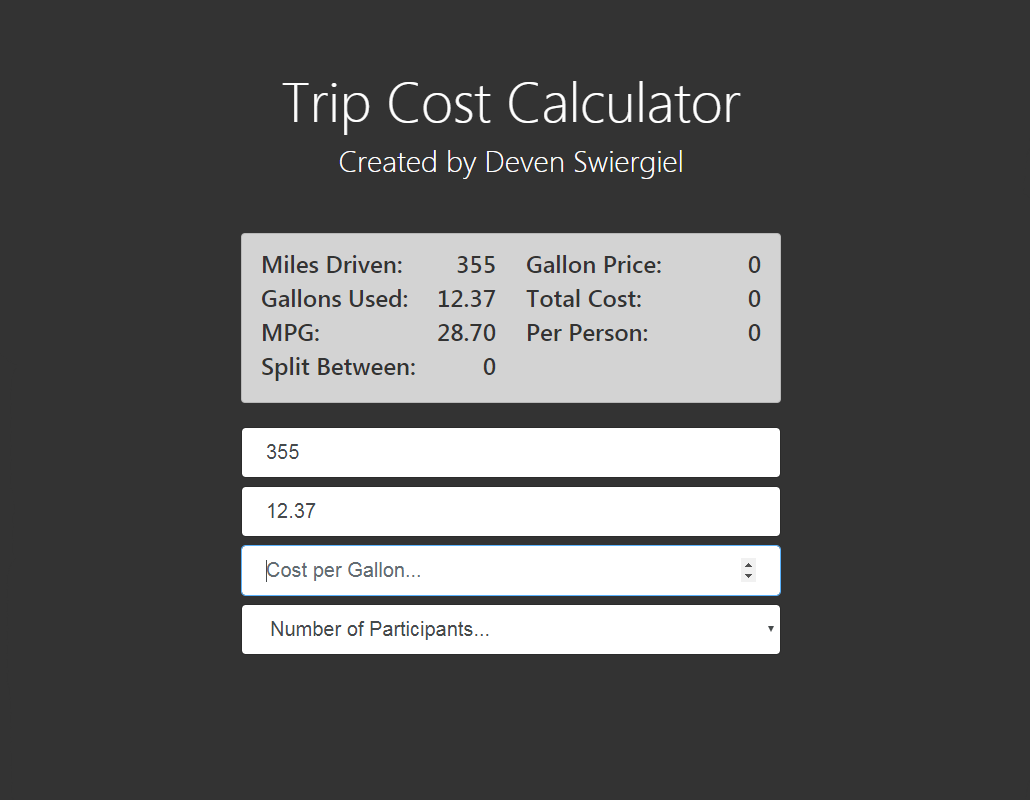 Trip Cost Calculator
Created by Deven Swiergiel
Miles Driven: 355 Gallon Price: 0
Gallons Used: 12.37 Total Cost: 0
MPG: 28.70 Per Person: 0
Split Between: 0
355
12.37
Cost per Gallon...
Number of Participants...